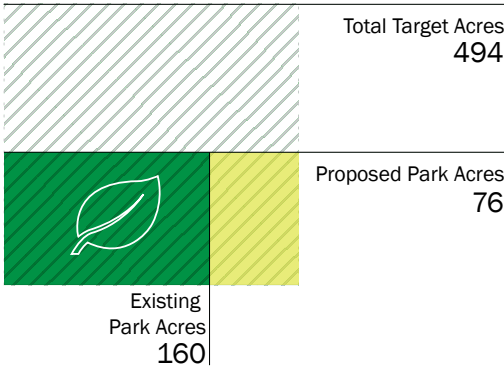 Total Target Acres
494
Proposed Park Acres
76
Existing
Park Acres
160